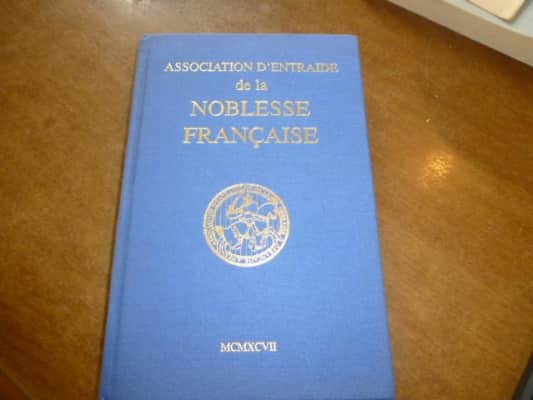 ASSOCIATION D'ENTRAIDE
de la
NOBLESSE
FRANÇAISE
MCMXCVII